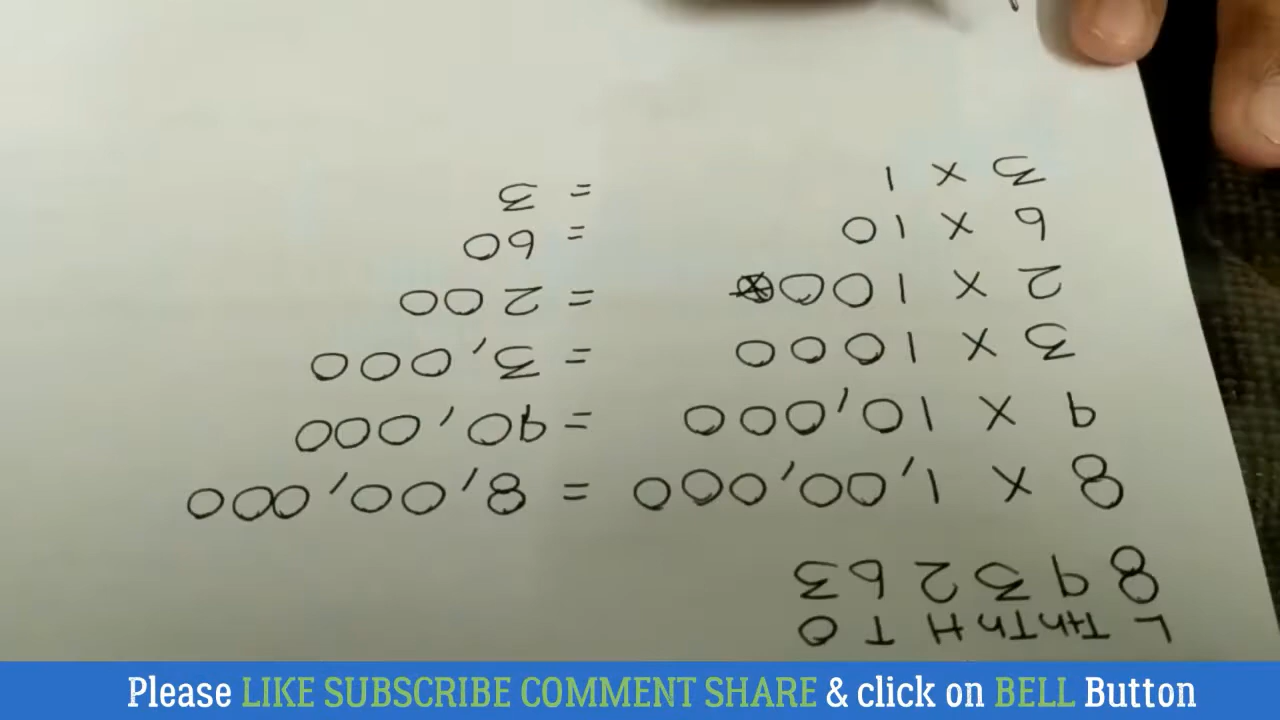 L TTh Th H T O
8 9 3 2 6 3
8 x 1,00,000 = 8,00,000
9 x 10,000 = 90,000
3 x 1000 = 3,000
2 x 100 = 200
6 x 10 = 60
3 x 1 = 3
Please LIKE SUBSCRIBE COMMENT SHARE & click on BELL Button